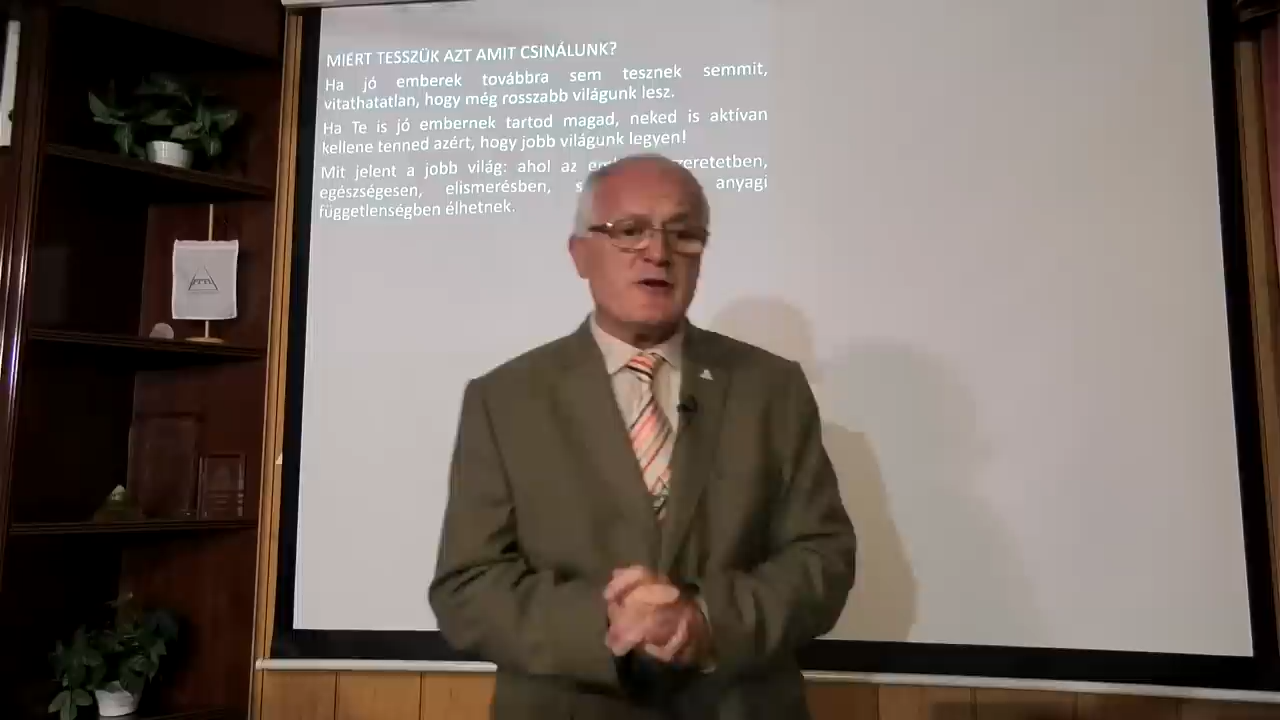 MIÉRT TESSZÜK AZT AMIT CSINÁLUNK?
Ha jó emberek továbbra sem tesznek semmit,
vitathatatlan, hogy még rosszabb világunk lesz.
Ha Te is jó embernek tartod magad, neked is aktívan
kellene tenned azért, hogy jobb világunk legyen!
Mit jelent a jobb világ: ahol az
egészségesen, elismerésben, anyagi
függetlenségben élhetnek.